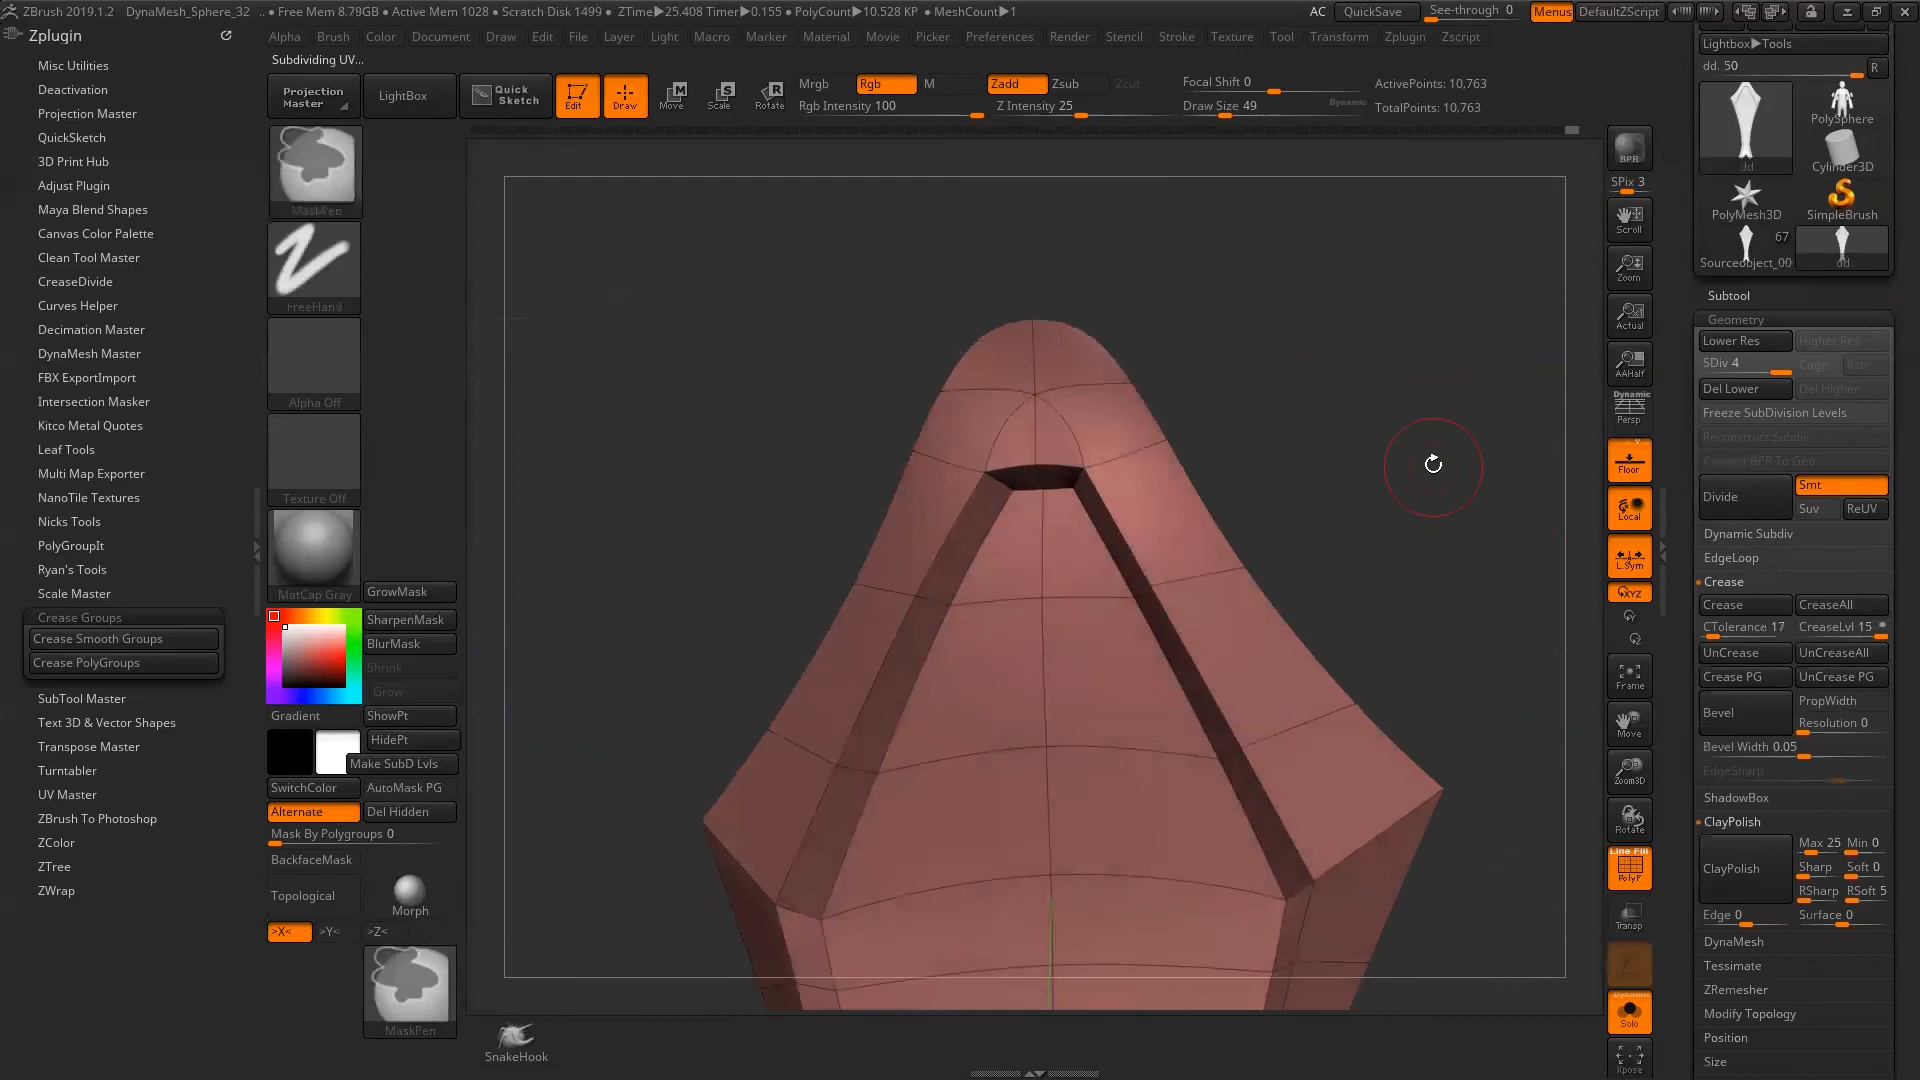 ZBrush 2019.1.2 DynaMesh_Sphere_32 .. • Free Mem 8.79GB • Active Mem 1028 • Scratch Disk 1499 • ZTime▶25.408 Timer▶0.155 • PolyCount▶10.528 KP • MeshCount▶1
AC QuickSave See-through 0 Menus DefaultZScript
Zplugin
Alpha Brush Color Document Draw Edit File Layer Light Macro Marker Material Movie Picker Preferences Render Stencil Stroke Texture Tool Transform Zplugin Zscript
Subdividing UV...
Misc Utilities
Deactivation
Projection Master
QuickSketch
3D Print Hub
Adjust Plugin
Maya Blend Shapes
Canvas Color Palette
Clean Tool Master
CreaseDivide
Curves Helper
Decimation Master
DynaMesh Master
FBX ExportImport
Intersection Masker
Kitco Metal Quotes
Leaf Tools
Multi Map Exporter
NanoTile Textures
Nicks Tools
PolyGroupIt
Ryan's Tools
Scale Master
Crease Groups
Crease Smooth Groups
Crease PolyGroups
SubTool Master
Text 3D & Vector Shapes
Transpose Master
Turntabler
UV Master
ZBrush To Photoshop
ZColor
ZTree
ZWrap
Projection Master
LightBox
Quick Sketch
Edit
Draw
Move
Scale
Rotate
Mrgb Rgb M
Rgb Intensity 100
Zadd Zsub Zcut
Z Intensity 25
Focal Shift 0
Draw Size 49 Dynamic
ActivePoints: 10,763
TotalPoints: 10,763
MaskPen
FreeHand
Alpha Off
Texture Off
MatCap Gray
GrowMask
SharpenMask
BlurMask
Shrink
Grow
Gradient
ShowPt
HidePt
Make SubD Lvls
SwitchColor
AutoMask PG
Alternate
Del Hidden
Mask By Polygroups 0
BackfaceMask
Topological
Morph
>X< >Y< >Z<
MaskPen
SnakeHook
BPR
SPix 3
Scroll
Zoom
Actual
AAHalf
Dynamic
Persp
Floor
Local
L.Sym
XYZ
Frame
Move
Zoom3D
Rotate
Line Fill
PolyF
Transp
Dynamic
Solo
Xpose
Lightbox▶Tools
dd. 50 R
dd
PolySphere
Cylinder3D
PolyMesh3D
SimpleBrush
67
Sourceobject_00
dd
Subtool
Geometry
Lower Res Higher Res
SDiv 4 Cage Rstr
Del Lower Del Higher
Freeze SubDivision Levels
Reconstruct Subdiv
Convert BPR To Geo
Divide Smt
Suv ReUV
Dynamic Subdiv
EdgeLoop
Crease
Crease CreaseAll
CTolerance 17 CreaseLvl 15
UnCrease UnCreaseAll
Crease PG UnCrease PG
Bevel PropWidth
Resolution 0
Bevel Width 0.05
EdgeSharp
ShadowBox
ClayPolish
ClayPolish Max 25 Min 0
Sharp Soft 0
RSharp RSoft 5
Edge 0 Surface 0
DynaMesh
Tessimate
ZRemesher
Modify Topology
Position
Size